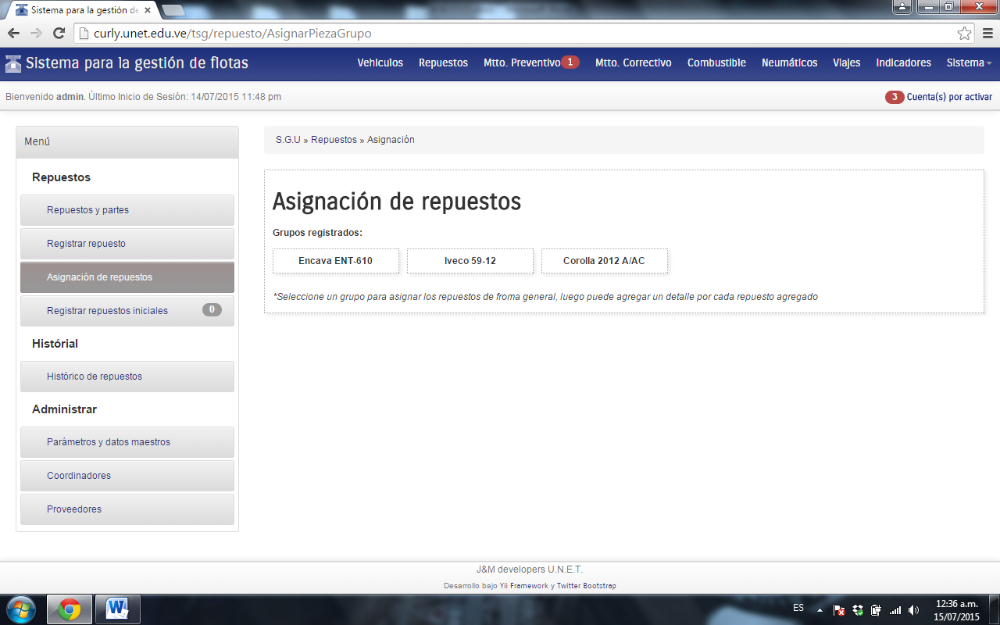 Sistema para la gestión de
curly.unet.edu.ve/tsg/repuesto/AsignarPiezaGrupo
Sistema para la gestión de flotas
Vehiculos Repuestos Mtto. Preventivo 1 Mtto. Correctivo Combustible Neumáticos Viajes Indicadores Sistema
Bienvenido admin. Último Inicio de Sesión: 14/07/2015 11:48 pm
3 Cuenta(s) por activar
Menú
Repuestos
Repuestos y partes
Registrar repuesto
Asignación de repuestos
Registrar repuestos iniciales 0
Histórial
Histórico de repuestos
Administrar
Parámetros y datos maestros
Coordinadores
Proveedores
S.G.U » Repuestos » Asignación
Asignación de repuestos
Grupos registrados:
Encava ENT-610 Iveco 59-12 Corolla 2012 A/AC
*Seleccione un grupo para asignar los repuestos de froma general, luego puede agregar un detalle por cada repuesto agregado
J&M developers U.N.E.T.
Desarrollo bajo Yii Framework y Twitter Bootstrap
ES
12:36 a.m.
15/07/2015